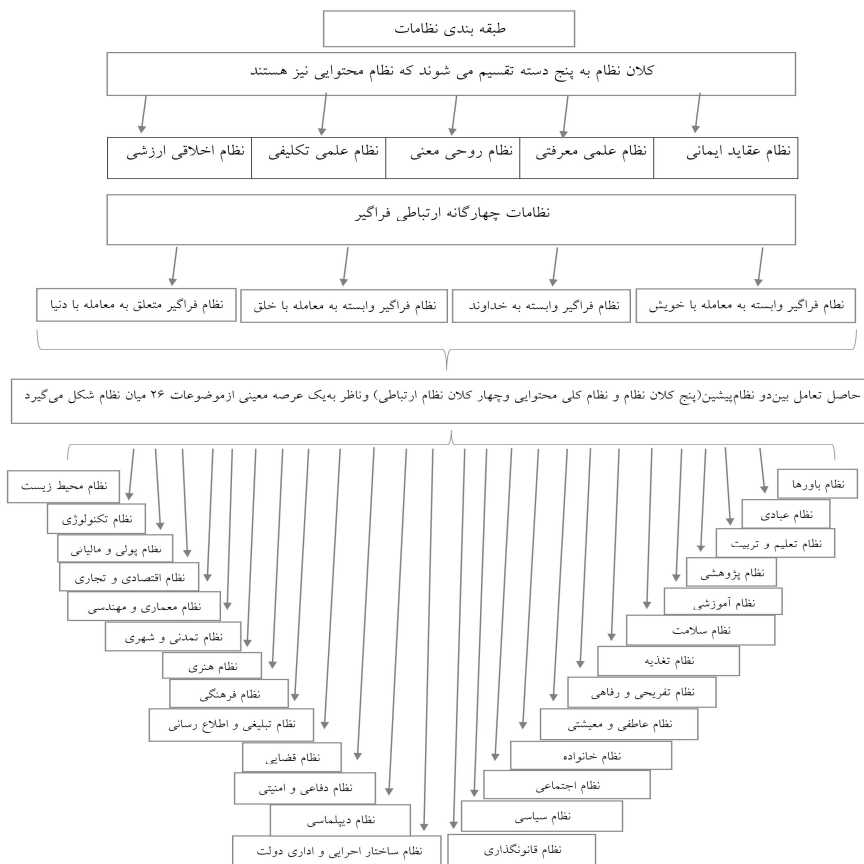 طبقه بندی نظامات
کلان نظام به پنج دسته تقسیم می شوند که نظام محتوایی نیز هستند
نظام عقاید ایمانی
نظام علمی معرفتی
نظام روحی معنی
نظام علمی تکلیفی
نظام اخلاقی ارزشی
نظامات چهارگانه ارتباطی فراگیر
نطام فراگیر وابسته به معامله با خویش
نظام فراگیر وابسته به خداوند
نظام فراگیر وابسته به معامله با خلق
نظام فراگیر متعلق به معامله با دنیا
حاصل تعامل بین‌دو نظام‌پیشین(پنج کلان نظام و نظام کلی محتوایی وچهار کلان نظام ارتباطی) وناظر به‌یک عرصه معینی ازموضوعات ۲۶ میان نظام شکل می‌گیرد
نظام باورها
نظام عبادی
نظام تعلیم و تربیت
نظام پژوهشی
نظام آموزشی
نظام سلامت
نظام تغذیه
نظام تفریحی و رفاهی
نظام عاطفی و معیشتی
نظام خانواده
نظام اجتماعی
نظام سیاسی
نظام قانونگذاری
نظام محیط زیست
نظام تکنولوژی
نظام پولی و مالیاتی
نظام اقتصادی و تجاری
نظام معماری و مهندسی
نظام تمدنی و شهری
نظام هنری
نظام فرهنگی
نظام تبلیغی و اطلاع رسانی
نظام قضایی
نظام دفاعی و امنیتی
نظام دیپلماسی
نظام ساختار اجرایی و اداری دولت